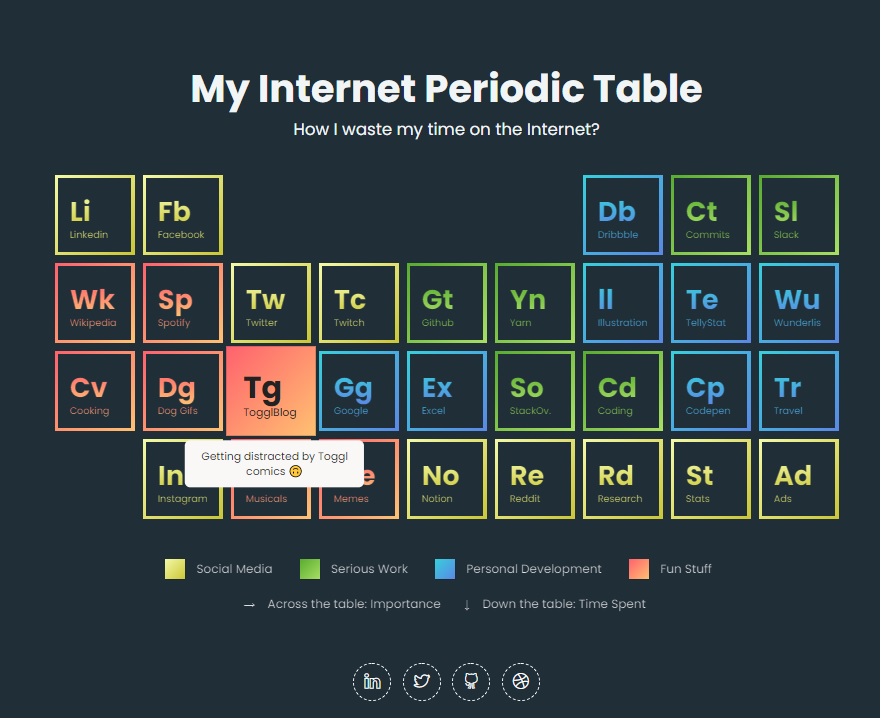 My Internet Periodic Table
How I waste my time on the Internet?
Li Fb Db Ct Sl
Linkedin Facebook Dribbble Commits Slack
Wk Sp Tw Tc Gt Yn Il Te Wu
Wikipedia Spotify Twitter Twitch Github Yarn Illustration TellyStat Wunderlis
Cv Dg Tg Gg Ex So Cd Cp Tr
Cooking Dog Gifs TogglBlog Google Excel StackOv. Coding Codepen Travel
Getting distracted by Toggl
comics 🙃
No Re Rd St Ad
Instagram Musicals Memes Notion Reddit Research Stats Ads
Social Media Serious Work Personal Development Fun Stuff
→ Across the table: Importance ↓ Down the table: Time Spent
in